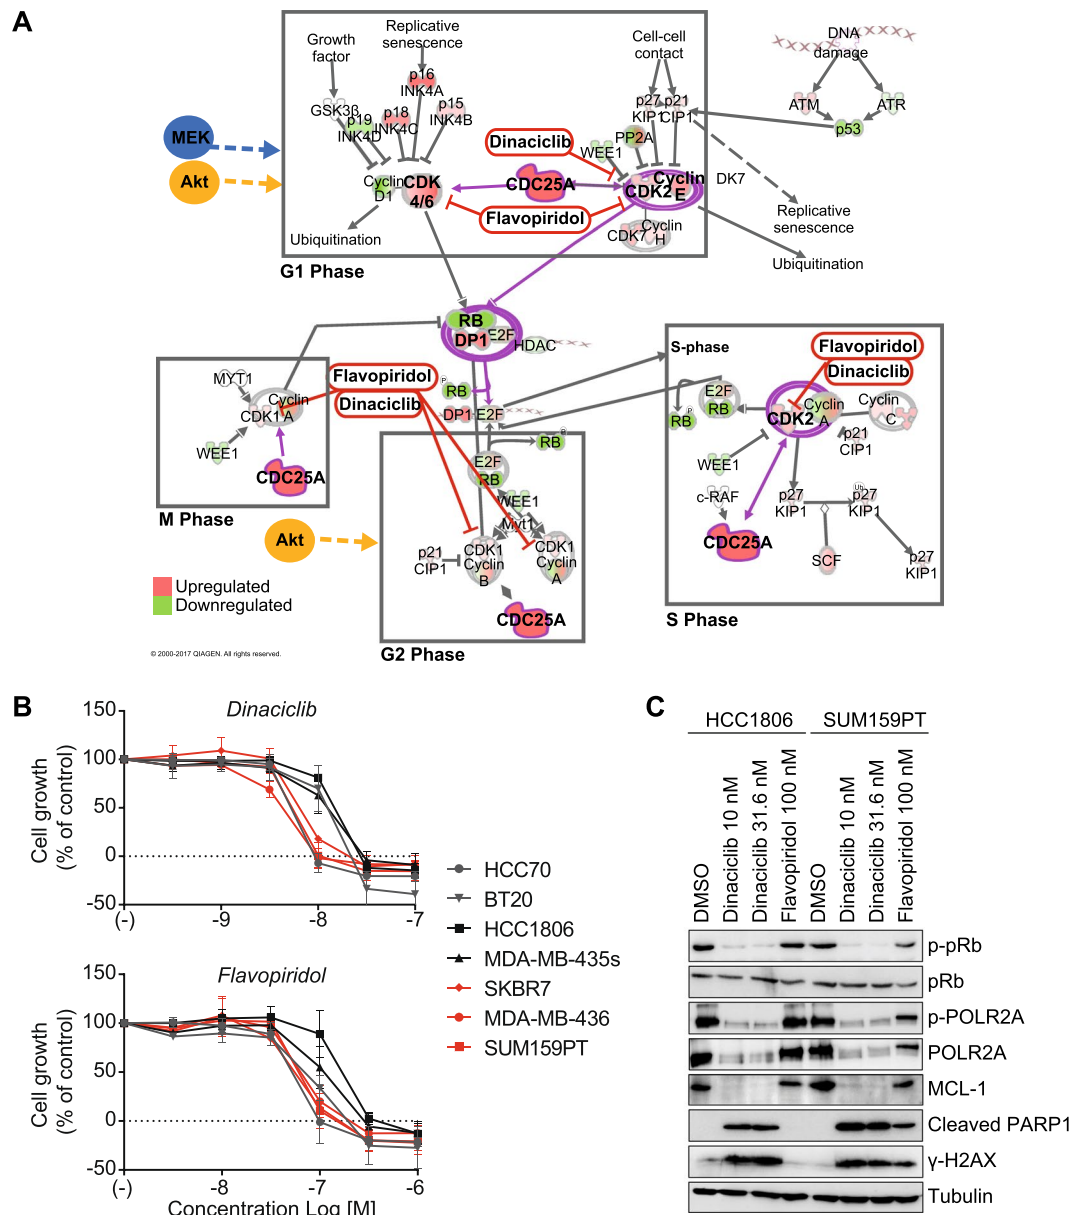 A
Growth
factor
Replicative
senescence
Cell-cell
contact
DNA
damage
p16
INK4A
GSK3β
p19
INK4D
p18
INK4C
p15
INK4B
p27
KIP1
p21
CIP1
ATM
ATR
p53
MEK
Akt
Dinaciclib
WEE1
PP2A
Cyclin
D1
CDK
4/6
CDC25A
CDK2
Cyclin
E
DK7
Flavopiridol
CDK7
Cyclin
H
Ubiquitination
Replicative
senescence
Ubiquitination
G1 Phase
RB
DP1
E2F
HDAC
P
RB
DP1
E2F
MYT1
Cyclin
A
CDK1
WEE1
CDC25A
M Phase
Flavopiridol
Dinaciclib
P
RB
E2F
RB
WEE1
Myt1
Akt
p21
CIP1
CDK1
Cyclin
B
CDK1
Cyclin
A
CDC25A
G2 Phase
S-phase
Flavopiridol
Dinaciclib
E2F
RB
P
RB
CDK2
Cyclin
A
Cyclin
C
p21
CIP1
WEE1
c-RAF
CDC25A
p27
KIP1
Ub
p27
KIP1
SCF
p27
KIP1
S Phase
Upregulated
Downregulated
© 2000-2017 QIAGEN. All rights reserved.
B
Dinaciclib
Cell growth
(% of control)
150
100
50
0
-50
(-)
-9
-8
-7
Flavopiridol
Cell growth
(% of control)
150
100
50
0
-50
(-)
-8
-7
-6
Concentration Log [M]
HCC70
BT20
HCC1806
MDA-MB-435s
SKBR7
MDA-MB-436
SUM159PT
C
HCC1806
SUM159PT
DMSO
Dinaciclib 10 nM
Dinaciclib 31.6 nM
Flavopiridol 100 nM
DMSO
Dinaciclib 10 nM
Dinaciclib 31.6 nM
Flavopiridol 100 nM
p-pRb
pRb
p-POLR2A
POLR2A
MCL-1
Cleaved PARP1
γ-H2AX
Tubulin